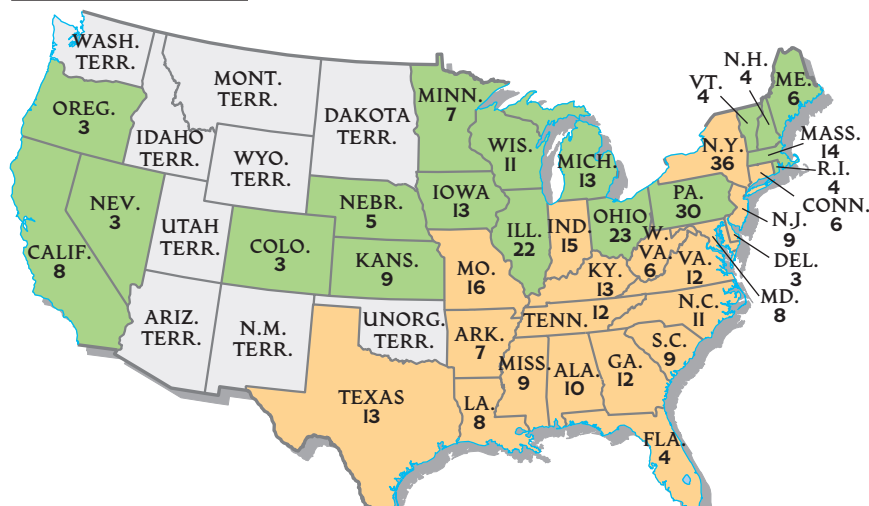 WASH.
TERR.
OREG.
3
IDAHO
TERR.
MONT.
TERR.
WYO.
TERR.
DAKOTA
TERR.
MINN.
7
WIS.
11
MICH.
13
IOWA
13
NEBR.
5
NEV.
3
CALIF.
8
UTAH
TERR.
COLO.
3
KANS.
9
ILL.
22
IND.
15
OHIO
23
PA.
30
N.Y.
36
VT.
4
N.H.
4
ME.
6
MASS.
14
R.I.
4
CONN.
6
N.J.
9
DEL.
3
MD.
8
W.
VA.
6
VA.
12
KY.
13
MO.
16
N.C.
11
TENN. 12
S.C.
9
ARIZ.
TERR.
N.M.
TERR.
UNORG.
TERR.
ARK.
7
MISS.
9
ALA.
10
GA.
12
TEXAS
13
LA.
8
FLA.
4